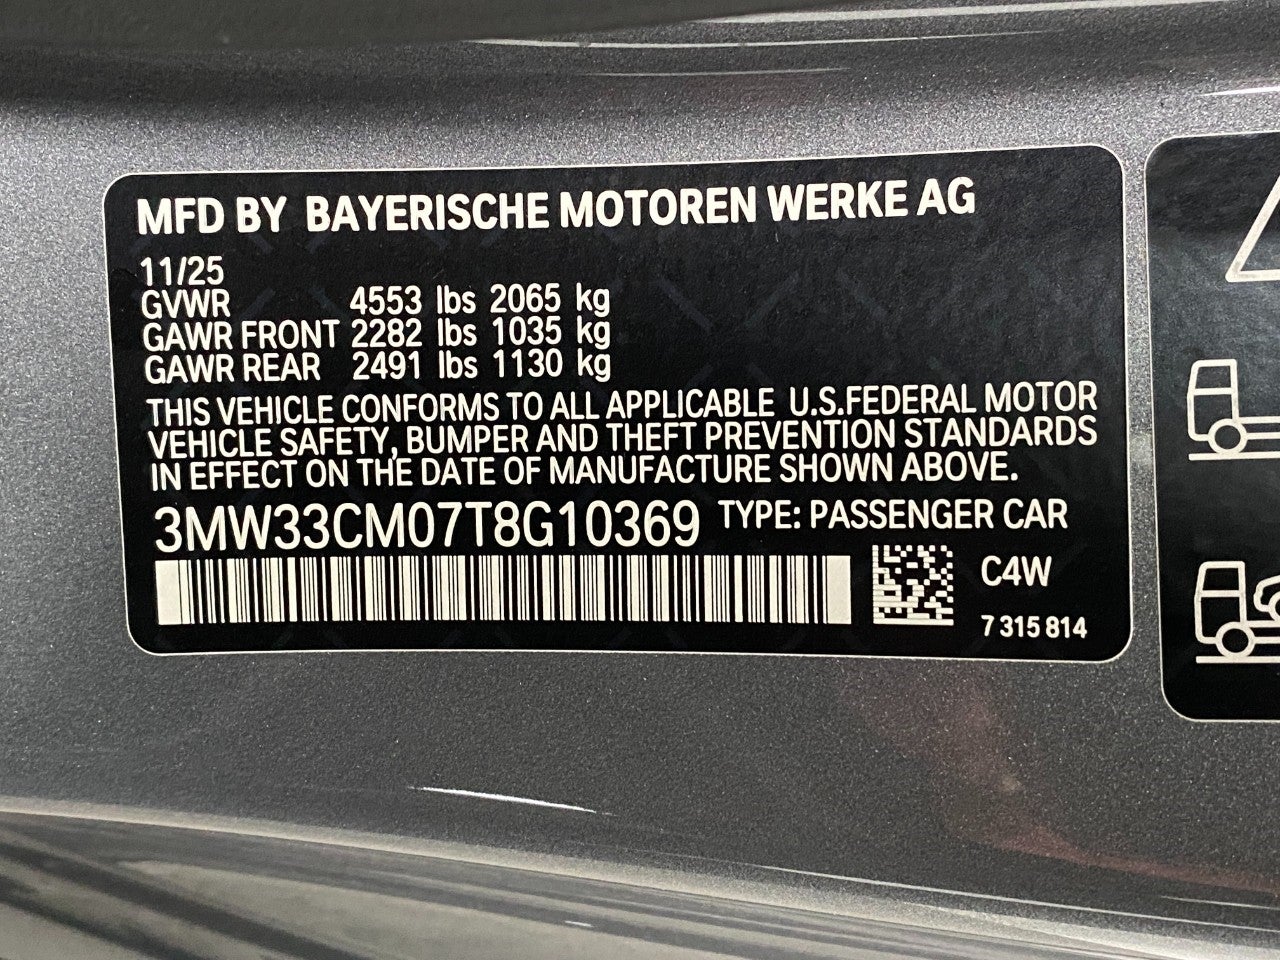 MFD BY BAYERISCHE MOTOREN WERKE AG
11/25
GVWR 4553 lbs 2065 kg
GAWR FRONT 2282 lbs 1035 kg
GAWR REAR 2491 lbs 1130 kg
THIS VEHICLE CONFORMS TO ALL APPLICABLE U.S.FEDERAL MOTOR
VEHICLE SAFETY, BUMPER AND THEFT PREVENTION STANDARDS
IN EFFECT ON THE DATE OF MANUFACTURE SHOWN ABOVE.
3MW33CM07T8G10369 TYPE: PASSENGER CAR
C4W
7 315 814